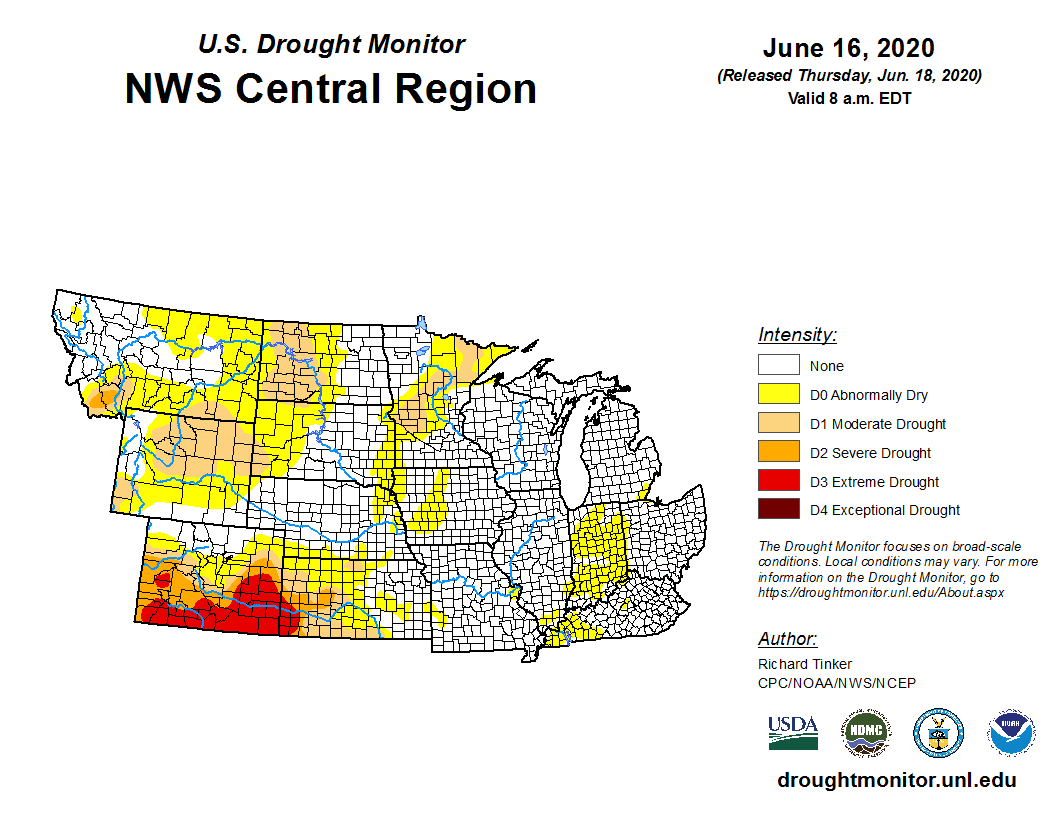 U.S. Drought Monitor
NWS Central Region
June 16, 2020
(Released Thursday, Jun. 18, 2020)
Valid 8 a.m. EDT
Intensity:
None
D0 Abnormally Dry
D1 Moderate Drought
D2 Severe Drought
D3 Extreme Drought
D4 Exceptional Drought
The Drought Monitor focuses on broad-scale
conditions. Local conditions may vary. For more
information on the Drought Monitor, go to
https://droughtmonitor.unl.edu/About.aspx
Author:
Richard Tinker
CPC/NOAA/NWS/NCEP
USDA
NDMC
NOAA
droughtmonitor.unl.edu